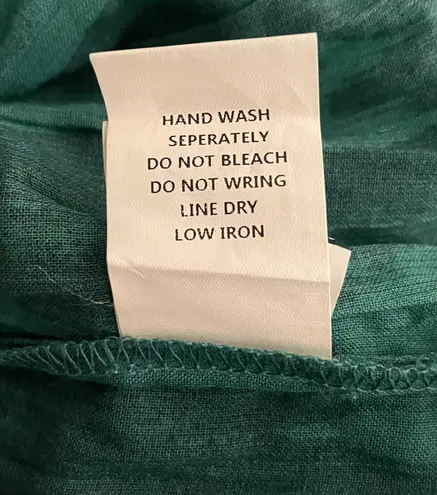 HAND WASH
SEPERATELY
DO NOT BLEACH
DO NOT WRING
LINE DRY
LOW IRON